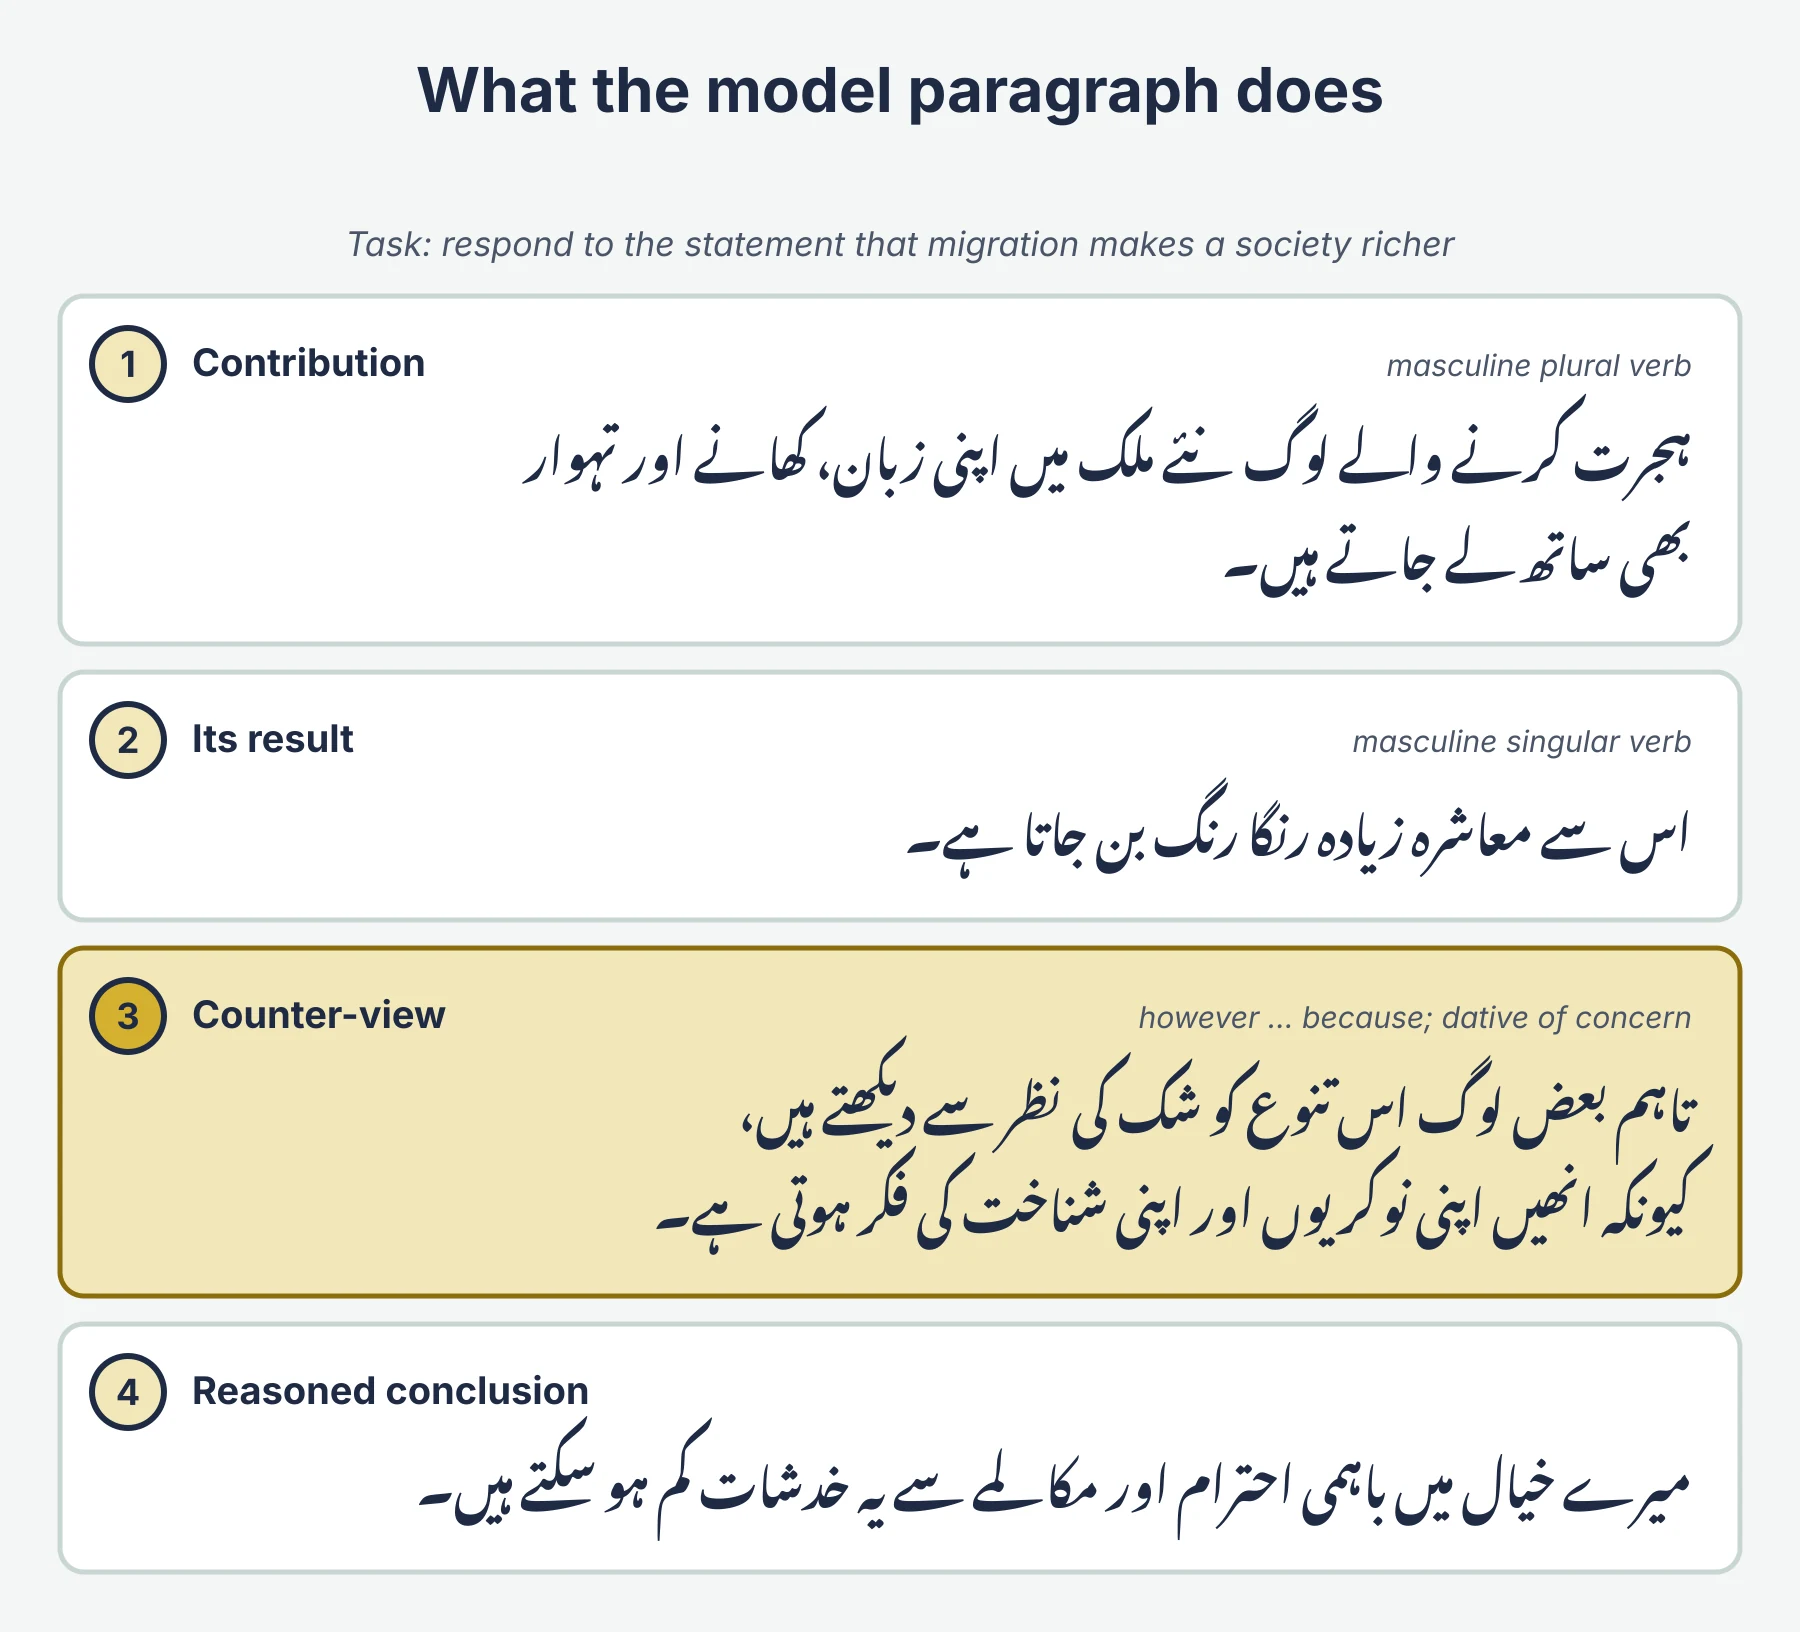 What the model paragraph does
Task: respond to the statement that migration makes a society richer
1 Contribution
masculine plural verb
ہجرت کرنے والے لوگ نئے ملک میں اپنی زبان، کھانے اور تہوار
بھی ساتھ لے جاتے ہیں۔
2 Its result
masculine singular verb
اس سے معاشرہ زیادہ رنگا رنگ بن جاتا ہے۔
3 Counter-view
however ... because; dative of concern
تاہم بعض لوگ اس تنوع کو شک کی نظر سے دیکھتے ہیں،
کیونکہ انھیں اپنی نوکریوں اور اپنی شناخت کی فکر ہوتی ہے۔
4 Reasoned conclusion
میرے خیال میں باہمی احترام اور مکالمے سے یہ خدشات کم ہو سکتے ہیں۔